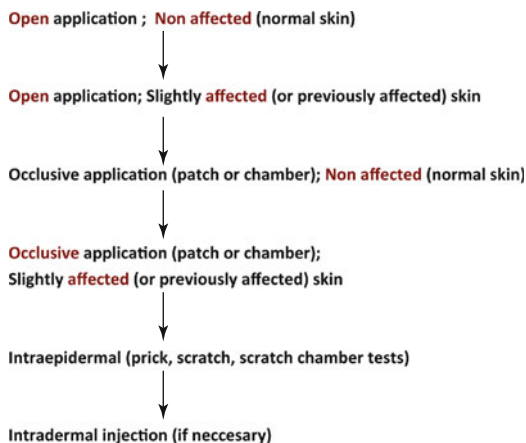 Open application ; Non affected (normal skin)
Open application; Slightly affected (or previously affected) skin
Occlusive application (patch or chamber); Non affected (normal skin)
Occlusive application (patch or chamber);
Slightly affected (or previously affected) skin
Intraepidermal (prick, scratch, scratch chamber tests)
Intradermal injection (if neccesary)